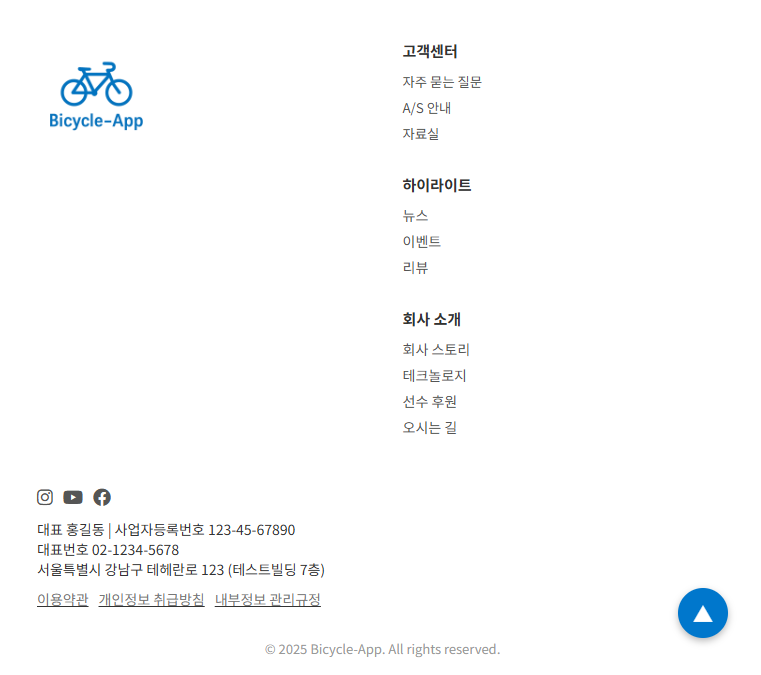 Bicycle-App
고객센터
자주 묻는 질문
A/S 안내
자료실
하이라이트
뉴스
이벤트
리뷰
회사 소개
회사 스토리
테크놀로지
선수 후원
오시는 길
대표 홍길동 | 사업자등록번호 123-45-67890
대표번호 02-1234-5678
서울특별시 강남구 테헤란로 123 (테스트빌딩 7층)
이용약관 개인정보 취급방침 내부정보 관리규정
© 2025 Bicycle-App. All rights reserved.